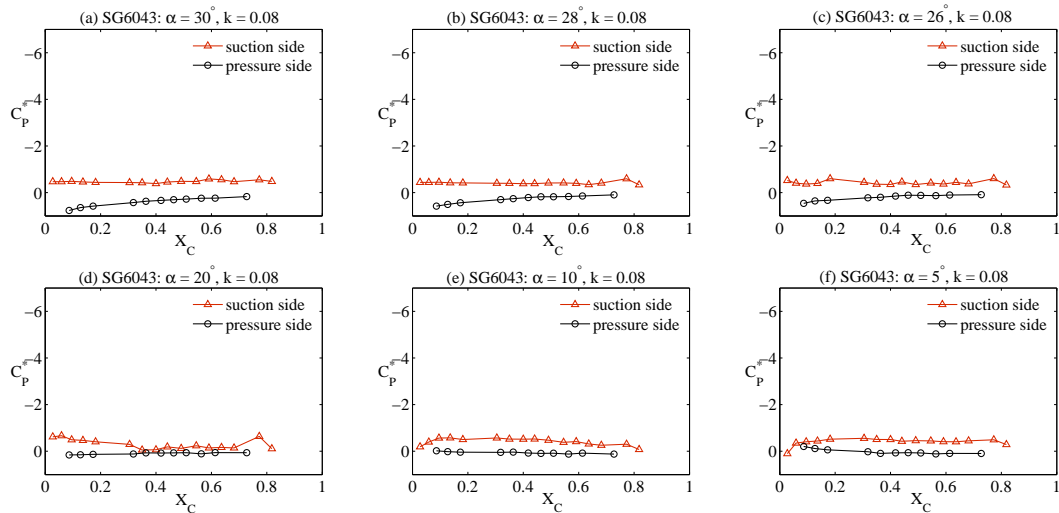 (a) SG6043: α = 30°, k = 0.08
(b) SG6043: α = 28°, k = 0.08
(c) SG6043: α = 26°, k = 0.08
suction side
pressure side
suction side
pressure side
suction side
pressure side
−6
−4
−2
0
−6
−4
−2
0
−6
−4
−2
0
C_P^*
C_P^*
C_P^*
0 0.2 0.4 0.6 0.8 1
0 0.2 0.4 0.6 0.8 1
0 0.2 0.4 0.6 0.8 1
X_C
X_C
X_C
(d) SG6043: α = 20°, k = 0.08
(e) SG6043: α = 10°, k = 0.08
(f) SG6043: α = 5°, k = 0.08
suction side
pressure side
suction side
pressure side
suction side
pressure side
−6
−4
−2
0
−6
−4
−2
0
−6
−4
−2
0
C_P^*
C_P^*
C_P^*
0 0.2 0.4 0.6 0.8 1
0 0.2 0.4 0.6 0.8 1
0 0.2 0.4 0.6 0.8 1
X_C
X_C
X_C